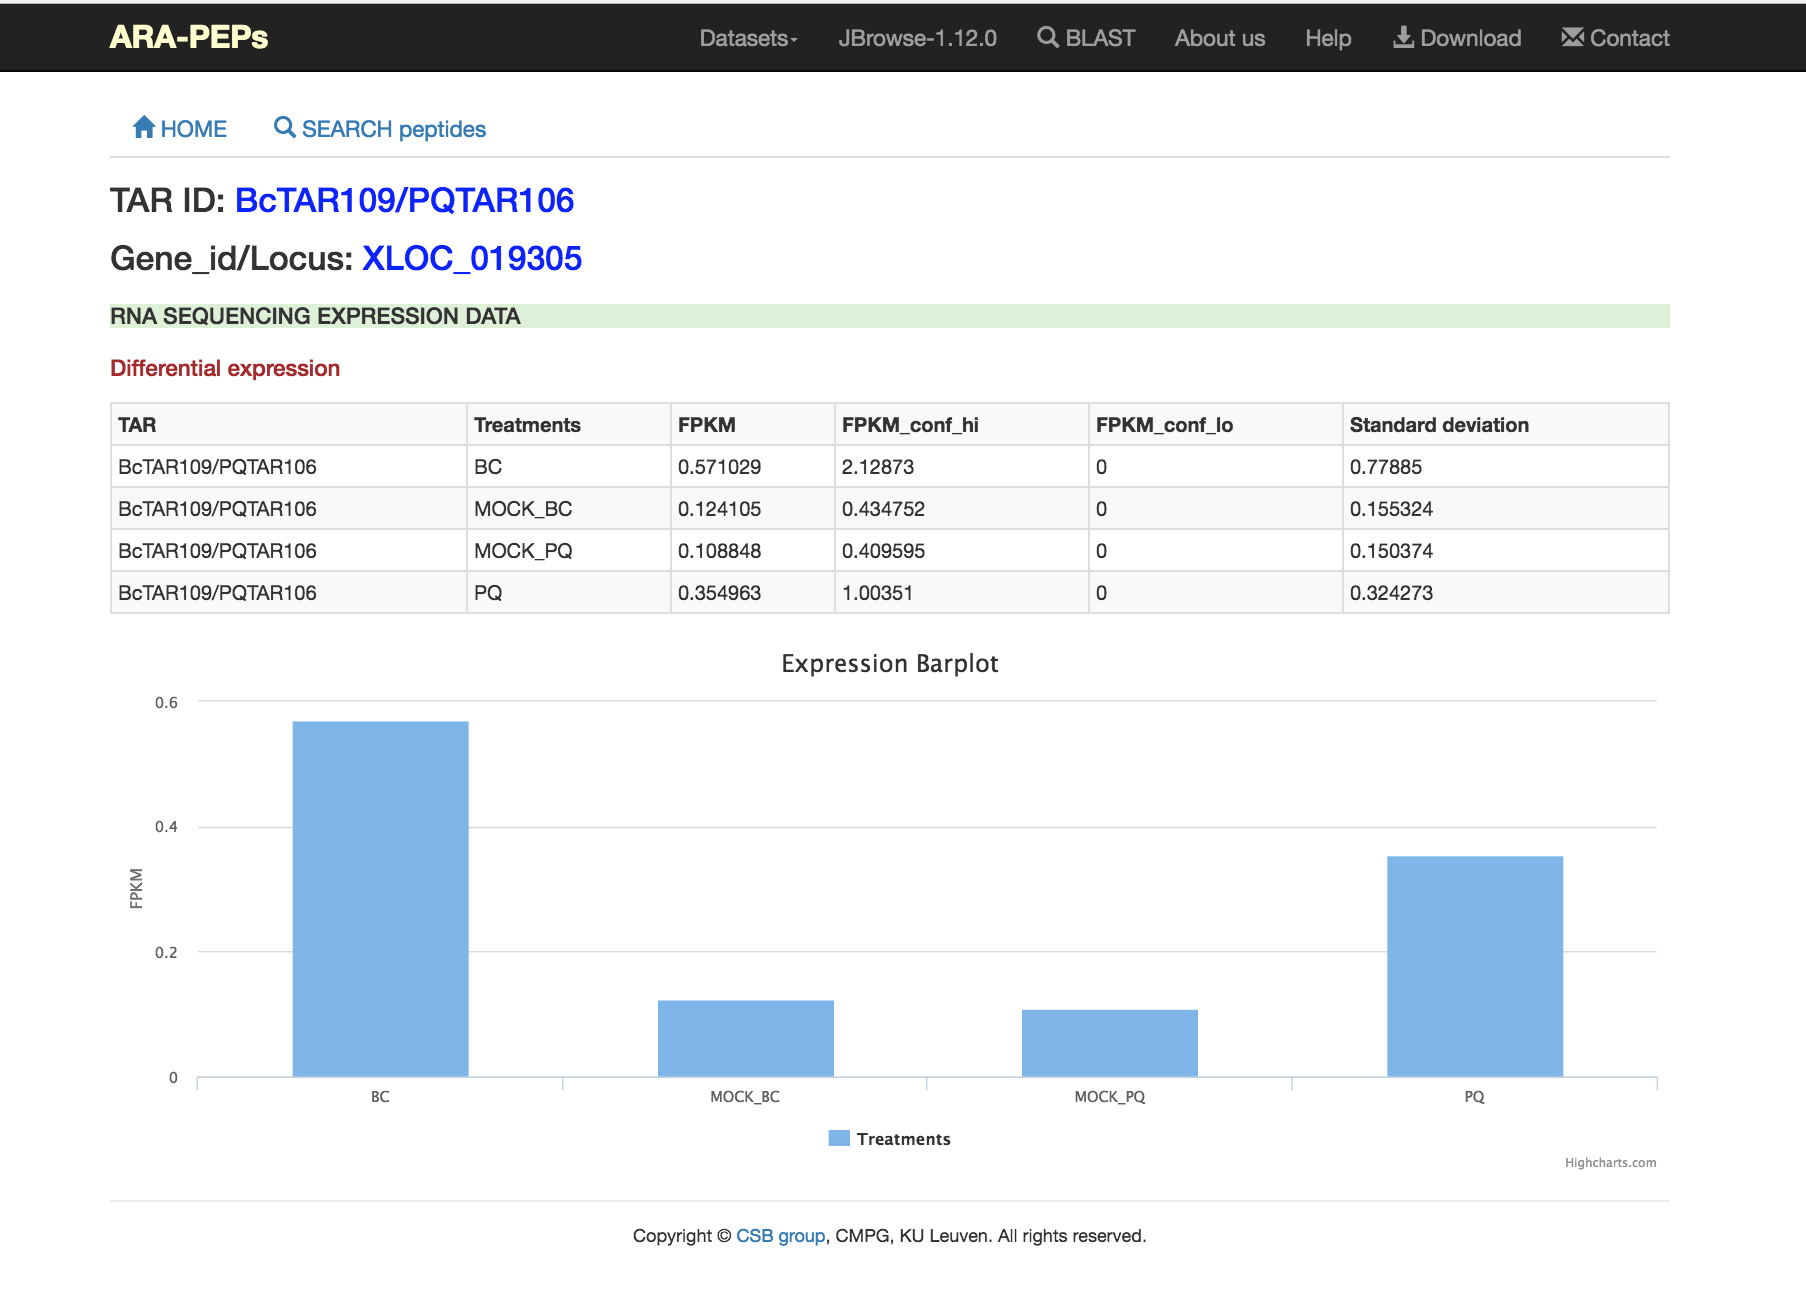 ARA-PEPs Datasets JBrowse-1.12.0 BLAST About us Help Download Contact
HOME SEARCH peptides
TAR ID: BcTAR109/PQTAR106
Gene_id/Locus: XLOC_019305
RNA SEQUENCING EXPRESSION DATA
Differential expression
TAR Treatments FPKM FPKM_conf_hi FPKM_conf_lo Standard deviation
BcTAR109/PQTAR106 BC 0.571029 2.12873 0 0.77885
BcTAR109/PQTAR106 MOCK_BC 0.124105 0.434752 0 0.155324
BcTAR109/PQTAR106 MOCK_PQ 0.108848 0.409595 0 0.150374
BcTAR109/PQTAR106 PQ 0.354963 1.00351 0 0.324273
Expression Barplot
0.6
0.4
FPKM
0.2
0
BC MOCK_BC MOCK_PQ PQ
Treatments
Highcharts.com
Copyright © CSB group, CMPG, KU Leuven. All rights reserved.